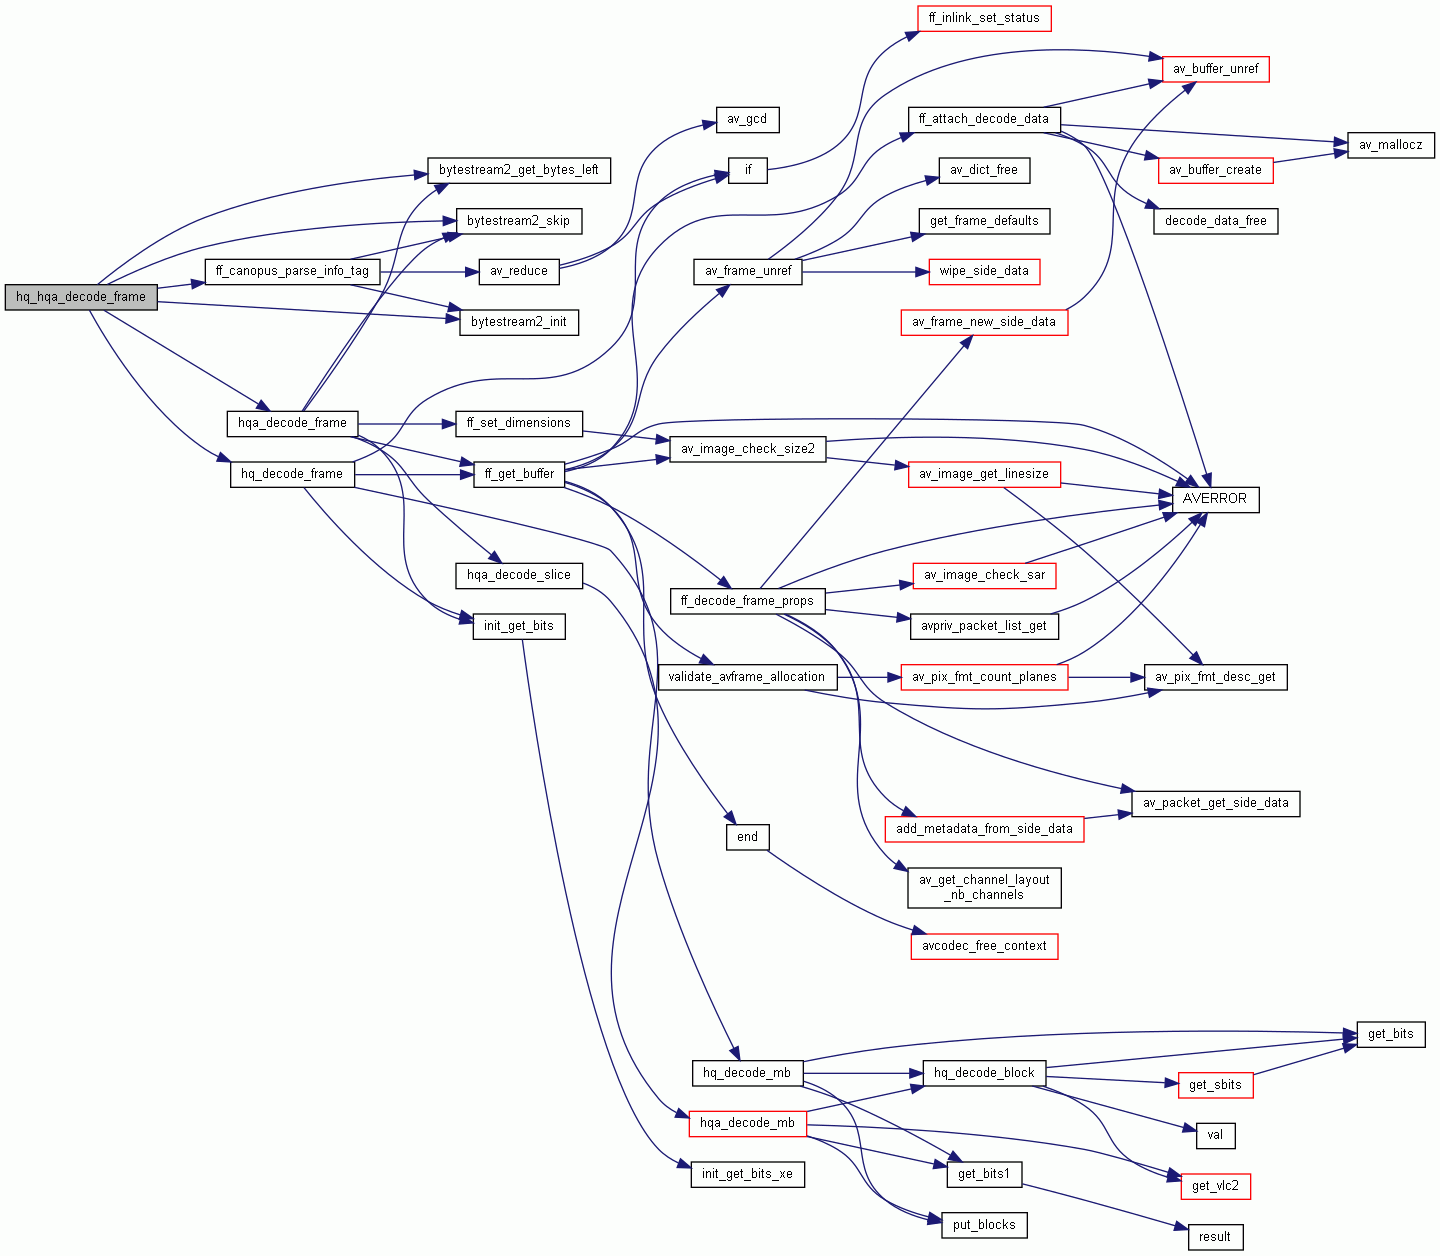 ff_inlink_set_status
av_buffer_unref
av_gcd
ff_attach_decode_data
av_mallocz
bytestream2_get_bytes_left
if
av_dict_free
av_buffer_create
bytestream2_skip
get_frame_defaults
decode_data_free
ff_canopus_parse_info_tag
av_reduce
av_frame_unref
wipe_side_data
hq_hqa_decode_frame
bytestream2_init
av_frame_new_side_data
hqa_decode_frame
ff_set_dimensions
av_image_check_size2
hq_decode_frame
ff_get_buffer
av_image_get_linesize
AVERROR
hqa_decode_slice
av_image_check_sar
ff_decode_frame_props
init_get_bits
avpriv_packet_list_get
validate_avframe_allocation
av_pix_fmt_count_planes
av_pix_fmt_desc_get
av_packet_get_side_data
end
add_metadata_from_side_data
av_get_channel_layout
_nb_channels
avcodec_free_context
get_bits
hq_decode_mb
hq_decode_block
get_sbits
hqa_decode_mb
val
init_get_bits_xe
get_bits1
get_vlc2
put_blocks
result